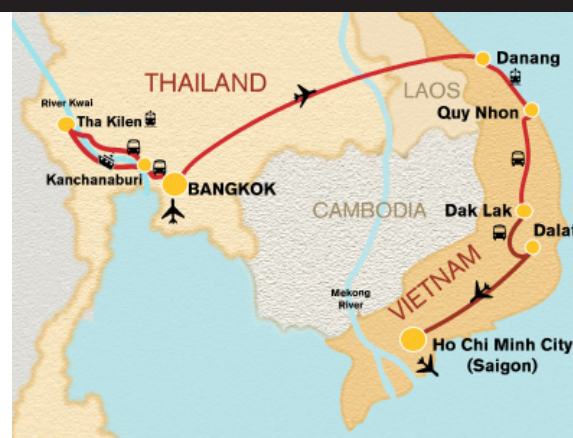 Danang
THAILAND
LAOS
River Kwai
Tha Kilen
Quy Nhon
Kanchanaburi
BANGKOK
CAMBODIA
Dak Lak
Dalat
VIETNAM
Mekong
River
Ho Chi Minh City
(Saigon)